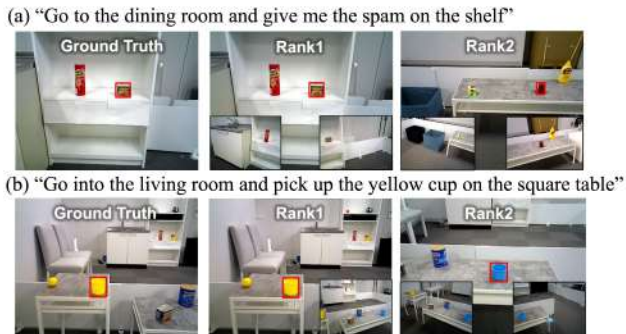 (a) “Go to the dining room and give me the spam on the shelf”
Ground Truth Rank1 Rank2
(b) “Go into the living room and pick up the yellow cup on the square table”
Ground Truth Rank1 Rank2